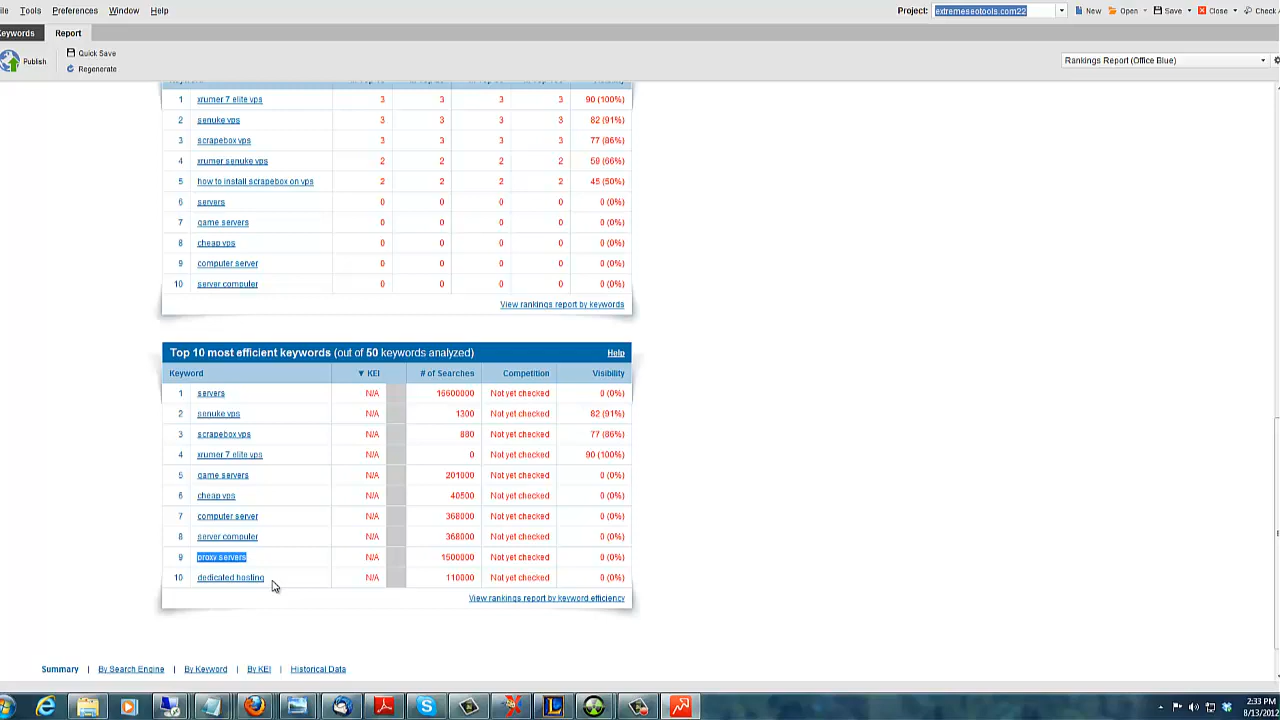 ile Tools Preferences Window Help Project: extremeseotools.com22 New Open Save Close Check A
Keywords Report
Publish Quick Save
Regenerate
Rankings Report (Office Blue)
1 xrumer 7 elite vps 3 3 3 3 90 (100%)
2 senuke vps 3 3 3 3 82 (91%)
3 scrapebox vps 3 3 3 3 77 (86%)
4 xrumer senuke vps 2 2 2 2 59 (66%)
5 how to install scrapebox on vps 2 2 2 2 45 (50%)
6 servers 0 0 0 0 0 (0%)
7 game servers 0 0 0 0 0 (0%)
8 cheap vps 0 0 0 0 0 (0%)
9 computer server 0 0 0 0 0 (0%)
10 server computer 0 0 0 0 0 (0%)
View rankings report by keywords
Top 10 most efficient keywords (out of 50 keywords analyzed) Help
Keyword ▼ KEI # of Searches Competition Visibility
1 servers N/A 16600000 Not yet checked 0 (0%)
2 senuke vps N/A 1300 Not yet checked 82 (91%)
3 scrapebox vps N/A 880 Not yet checked 77 (86%)
4 xrumer 7 elite vps N/A 0 Not yet checked 90 (100%)
5 game servers N/A 201000 Not yet checked 0 (0%)
6 cheap vps N/A 40500 Not yet checked 0 (0%)
7 computer server N/A 368000 Not yet checked 0 (0%)
8 server computer N/A 368000 Not yet checked 0 (0%)
9 proxy servers N/A 1500000 Not yet checked 0 (0%)
10 dedicated hosting N/A 110000 Not yet checked 0 (0%)
View rankings report by keyword efficiency
Summary | By Search Engine | By Keyword | By KEI | Historical Data
2:33 PM
8/13/2012